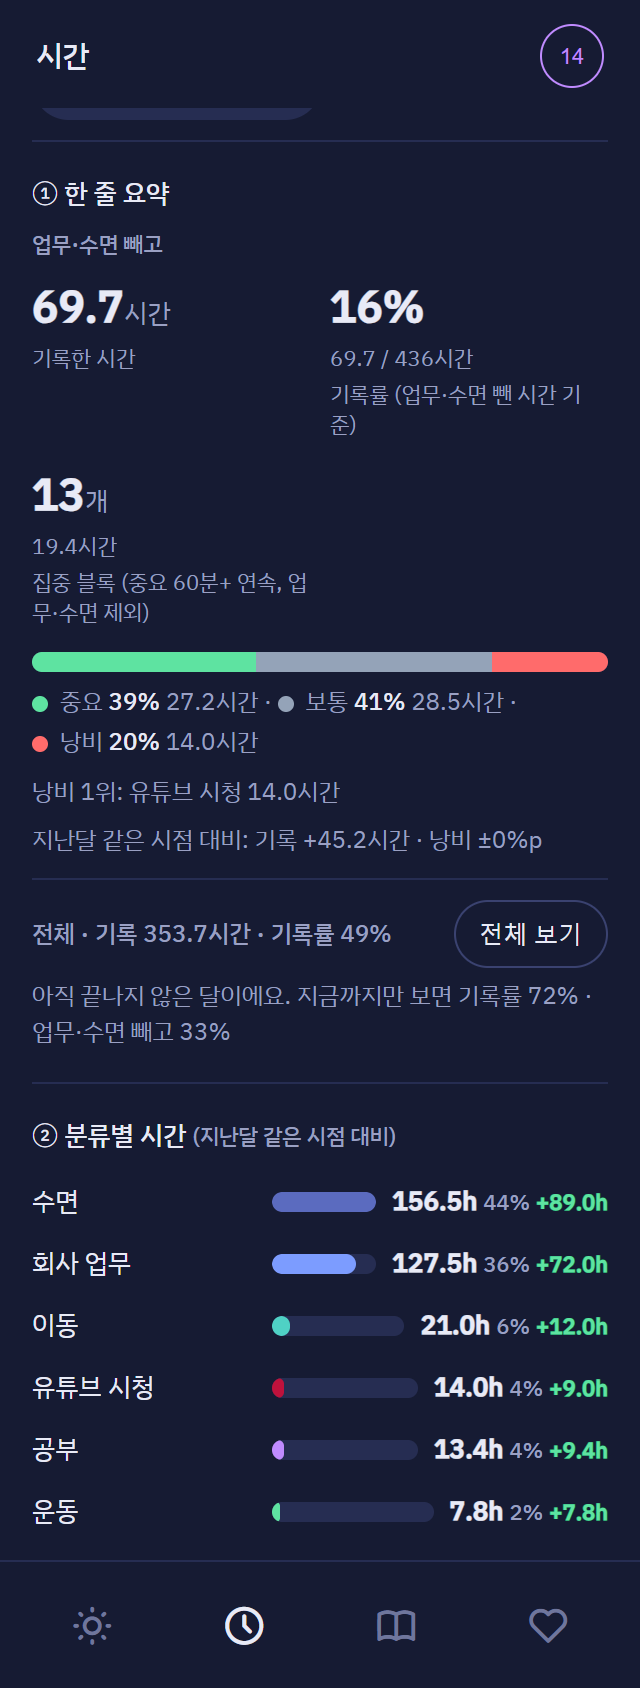 시간
14
① 한 줄 요약
업무·수면 빼고
69.7시간
기록한 시간
16%
69.7 / 436시간
기록률 (업무·수면 뺀 시간 기
준)
13개
19.4시간
집중 블록 (중요 60분+ 연속, 업
무·수면 제외)
중요 39% 27.2시간 · 보통 41% 28.5시간 ·
낭비 20% 14.0시간
낭비 1위: 유튜브 시청 14.0시간
지난달 같은 시점 대비: 기록 +45.2시간 · 낭비 ±0%p
전체 · 기록 353.7시간 · 기록률 49%
전체 보기
아직 끝나지 않은 달이에요. 지금까지만 보면 기록률 72% ·
업무·수면 빼고 33%
② 분류별 시간 (지난달 같은 시점 대비)
수면 156.5h 44% +89.0h
회사 업무 127.5h 36% +72.0h
이동 21.0h 6% +12.0h
유튜브 시청 14.0h 4% +9.0h
공부 13.4h 4% +9.4h
운동 7.8h 2% +7.8h